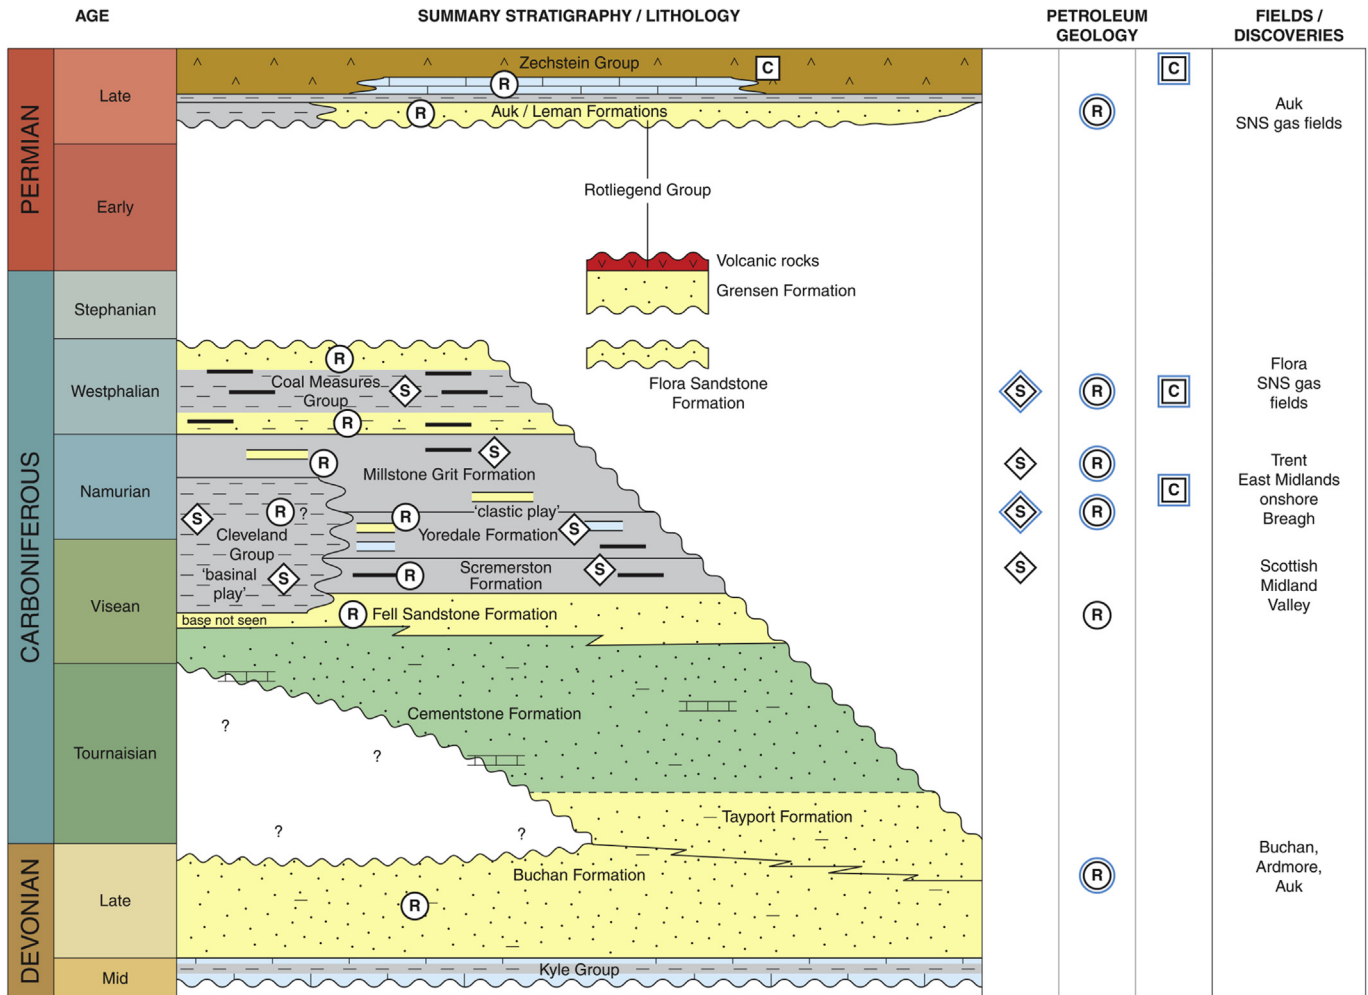 AGE
SUMMARY STRATIGRAPHY / LITHOLOGY
PETROLEUM
GEOLOGY
FIELDS /
DISCOVERIES
PERMIAN
Late
Early
CARBONIFEROUS
Stephanian
Westphalian
Namurian
Visean
Tournaisian
DEVONIAN
Late
Mid
Zechstein Group
C
R
R
Auk / Leman Formations
Rotliegend Group
Volcanic rocks
Grensen Formation
Flora Sandstone
Formation
R
Coal Measures
Group
S
R
S
R
Millstone Grit Formation
'clastic play'
S
R
?
Cleveland
Group
'basinal
play'
S
R
Yoredale Formation
S
Scremerston
Formation
R
S
base not seen
R
Fell Sandstone Formation
Cementstone Formation
?
?
?
?
Tayport Formation
Buchan Formation
R
Kyle Group
C
R
Auk
SNS gas fields
S
R
C
Flora
SNS gas
fields
S
R
C
S
R
Trent
East Midlands
onshore
Breagh
S
R
Scottish
Midland
Valley
R
Buchan,
Ardmore,
Auk